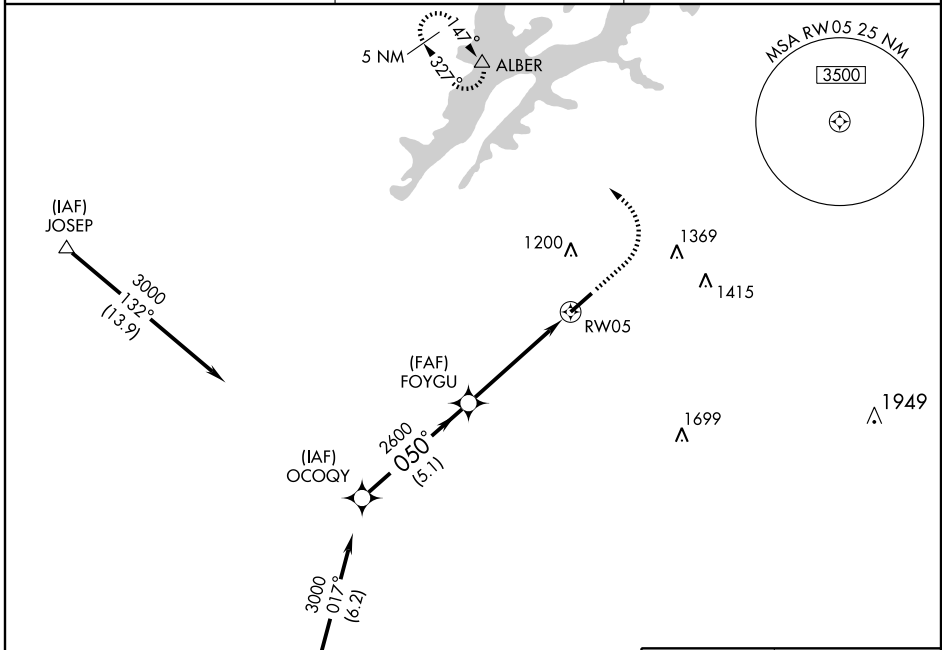 MSA RW05 25 NM
3500
147°
5 NM
327°
ALBER
(IAF)
JOSEP
3000
132°
(13.9)
1200
1369
1415
RW05
(FAF)
FOYGU
2600
050°
(5.1)
1949
1699
(IAF)
OCOQY
3000
017°
(6.2)